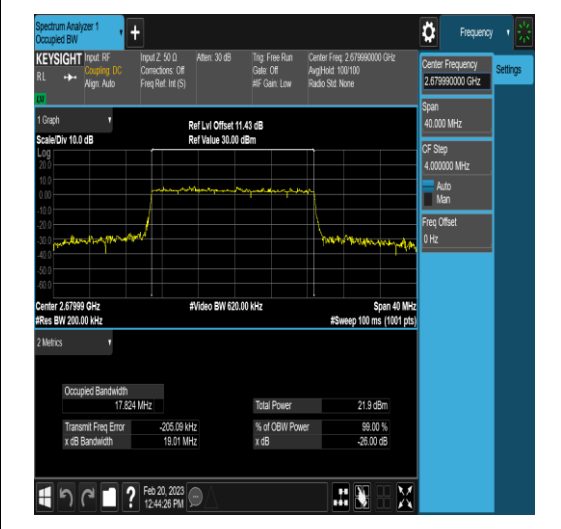 Spectrum Analyzer 1
Occupied BW
Frequency
KEYSIGHT
RL
Input: RF
Coupling: DC
Align: Auto
Input Z: 50 Ω
Corrections: Off
Freq Ref: Int (S)
Atten: 30 dB
Trig: Free Run
Gate: Off
#IF Gain: Low
Center Freq: 2.679990000 GHz
Avg|Hold: 100/100
Radio Std: None
Center Frequency
2.679990000 GHz
Settings
Span
40.000 MHz
CF Step
4.000000 MHz
Auto
Man
Freq Offset
0 Hz
1 Graph
Scale/Div 10.0 dB
Ref Lvl Offset 11.43 dB
Ref Value 30.00 dBm
Log
20.0
10.0
0.00
-10.0
-20.0
-30.0
-40.0
-50.0
-60.0
Center 2.67999 GHz
#Video BW 620.00 kHz
Span 40 MHz
#Res BW 200.00 kHz
#Sweep 100 ms (1001 pts)
2 Metrics
Occupied Bandwidth
17.824 MHz
Total Power
21.9 dBm
Transmit Freq Error
-205.09 kHz
% of OBW Power
99.00 %
x dB Bandwidth
19.01 MHz
x dB
-26.00 dB
Feb 20, 2023
12:44:26 PM